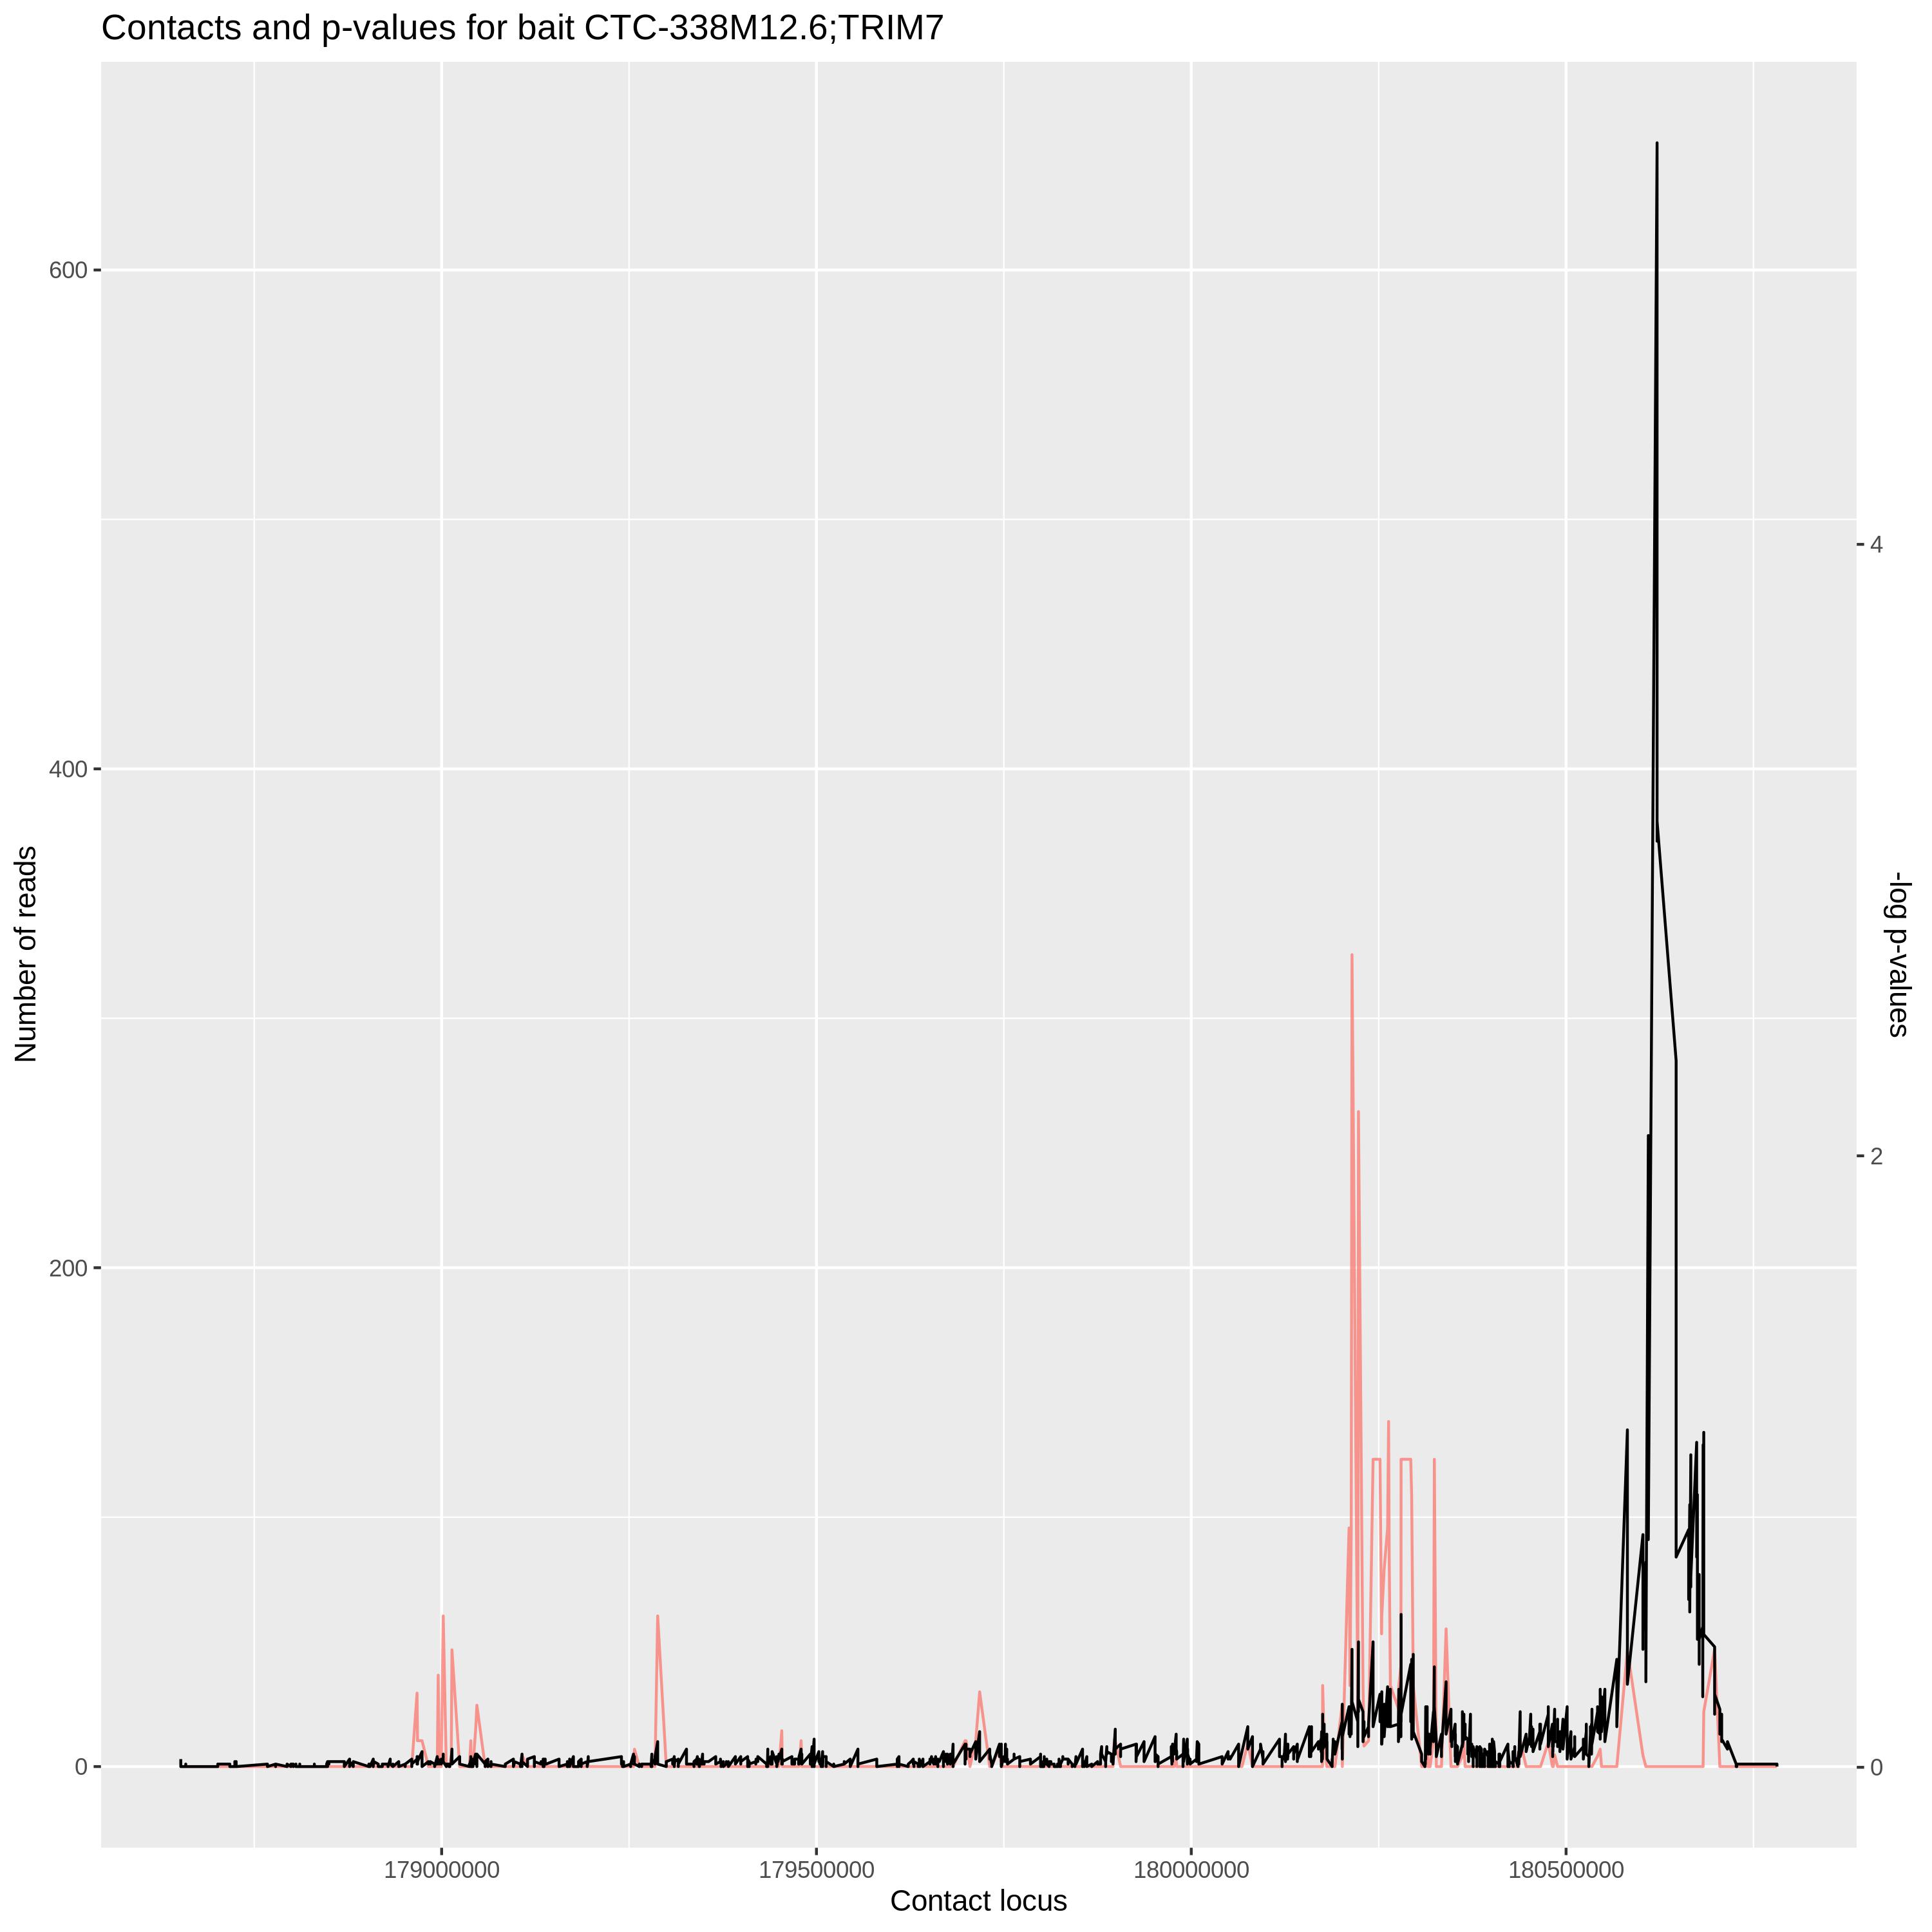 Contacts and p-values for bait CTC-338M12.6;TRIM7
600
400
200
0
Number of reads
4
2
0
-log p-values
179000000 179500000 180000000 180500000
Contact locus